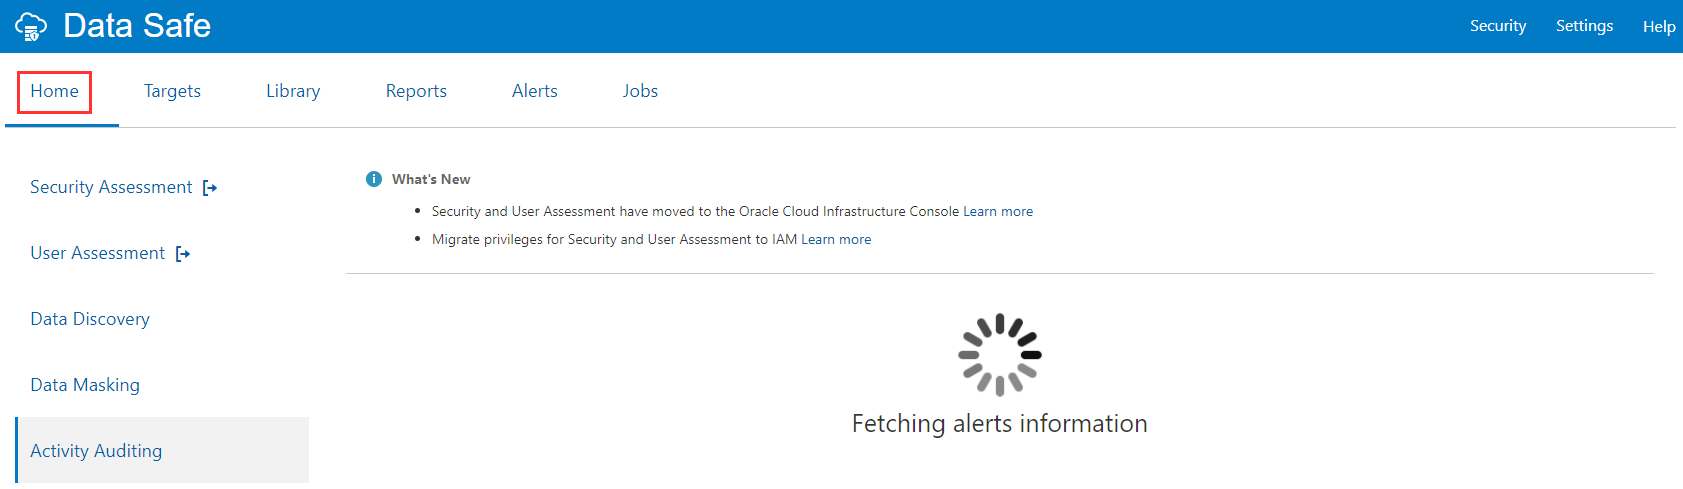 Data Safe
Security Settings Help
Home Targets Library Reports Alerts Jobs
Security Assessment
User Assessment
Data Discovery
Data Masking
Activity Auditing
What's New
Security and User Assessment have moved to the Oracle Cloud Infrastructure Console Learn more
Migrate privileges for Security and User Assessment to IAM Learn more
Fetching alerts information